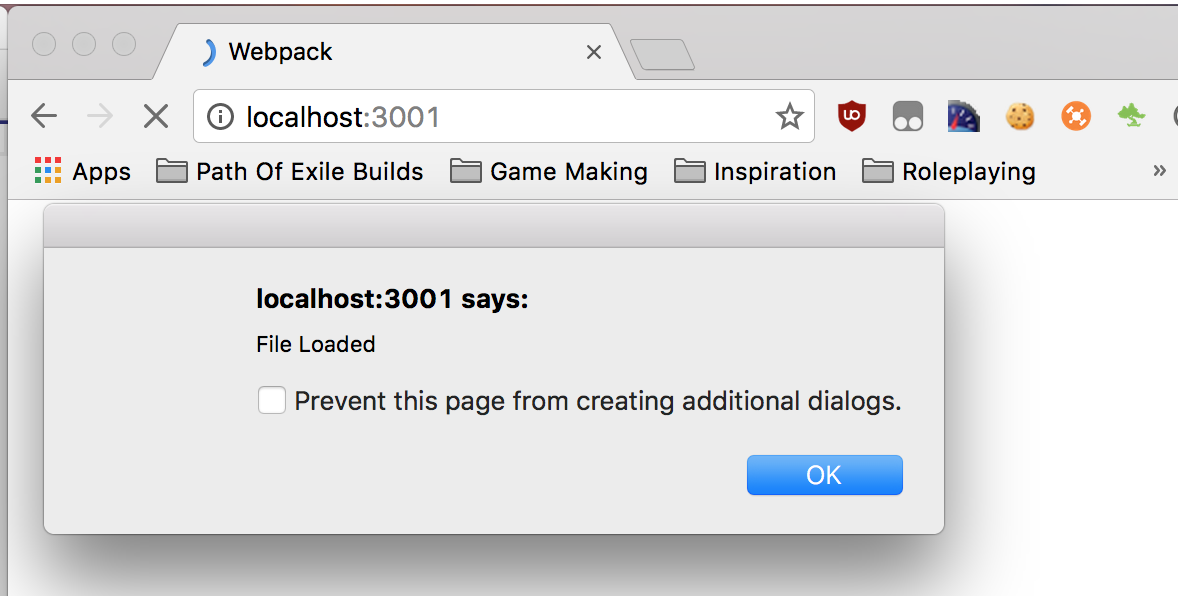 Webpack
localhost:3001
Apps Path Of Exile Builds Game Making Inspiration Roleplaying »
localhost:3001 says:
File Loaded
Prevent this page from creating additional dialogs.
OK